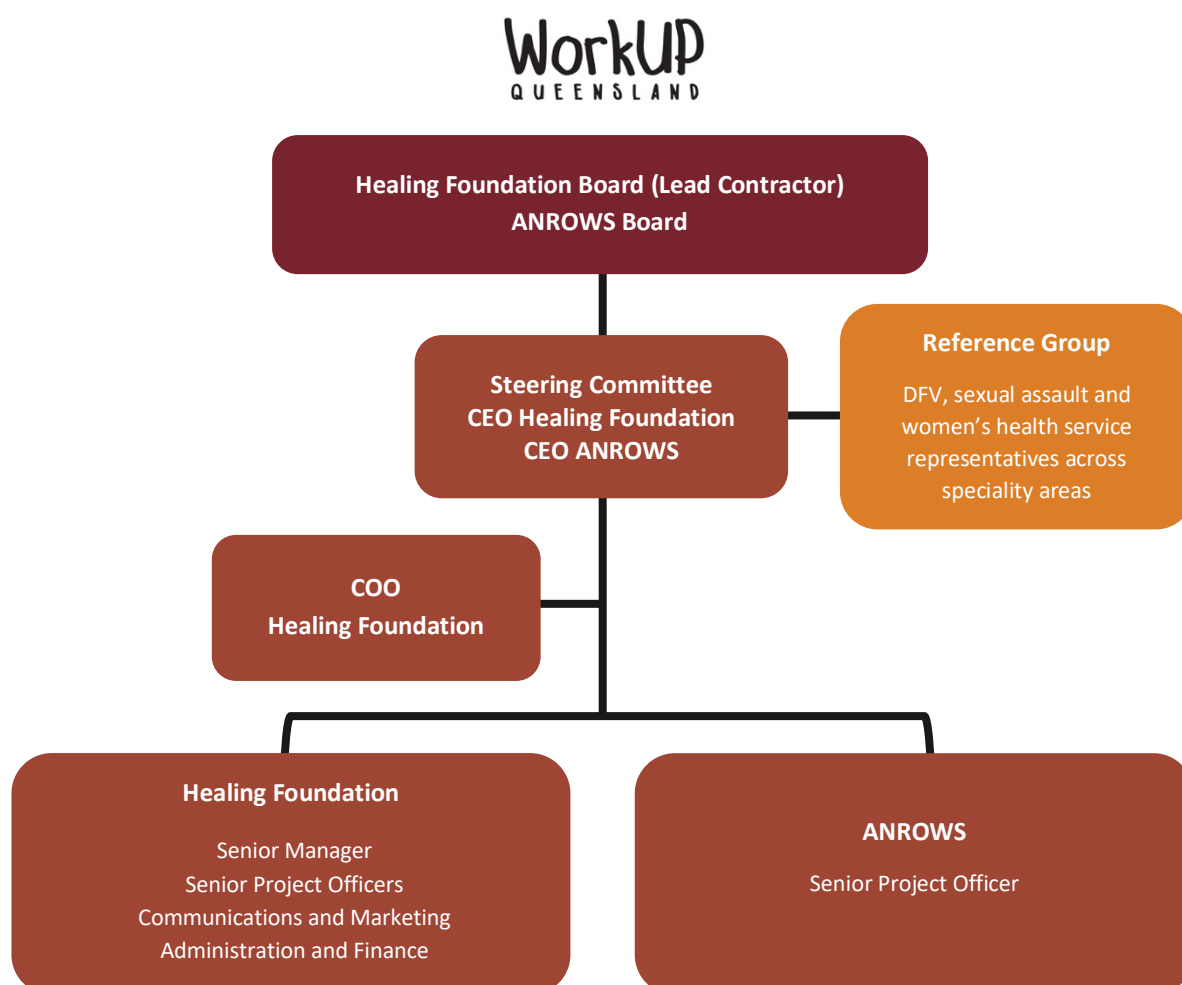 WorkUP
QUEENSLAND
Healing Foundation Board (Lead Contractor)
ANROWS Board
Steering Committee
CEO Healing Foundation
CEO ANROWS
Reference Group
DFV, sexual assault and
women’s health service
representatives across
speciality areas
COO
Healing Foundation
Healing Foundation
Senior Manager
Senior Project Officers
Communications and Marketing
Administration and Finance
ANROWS
Senior Project Officer